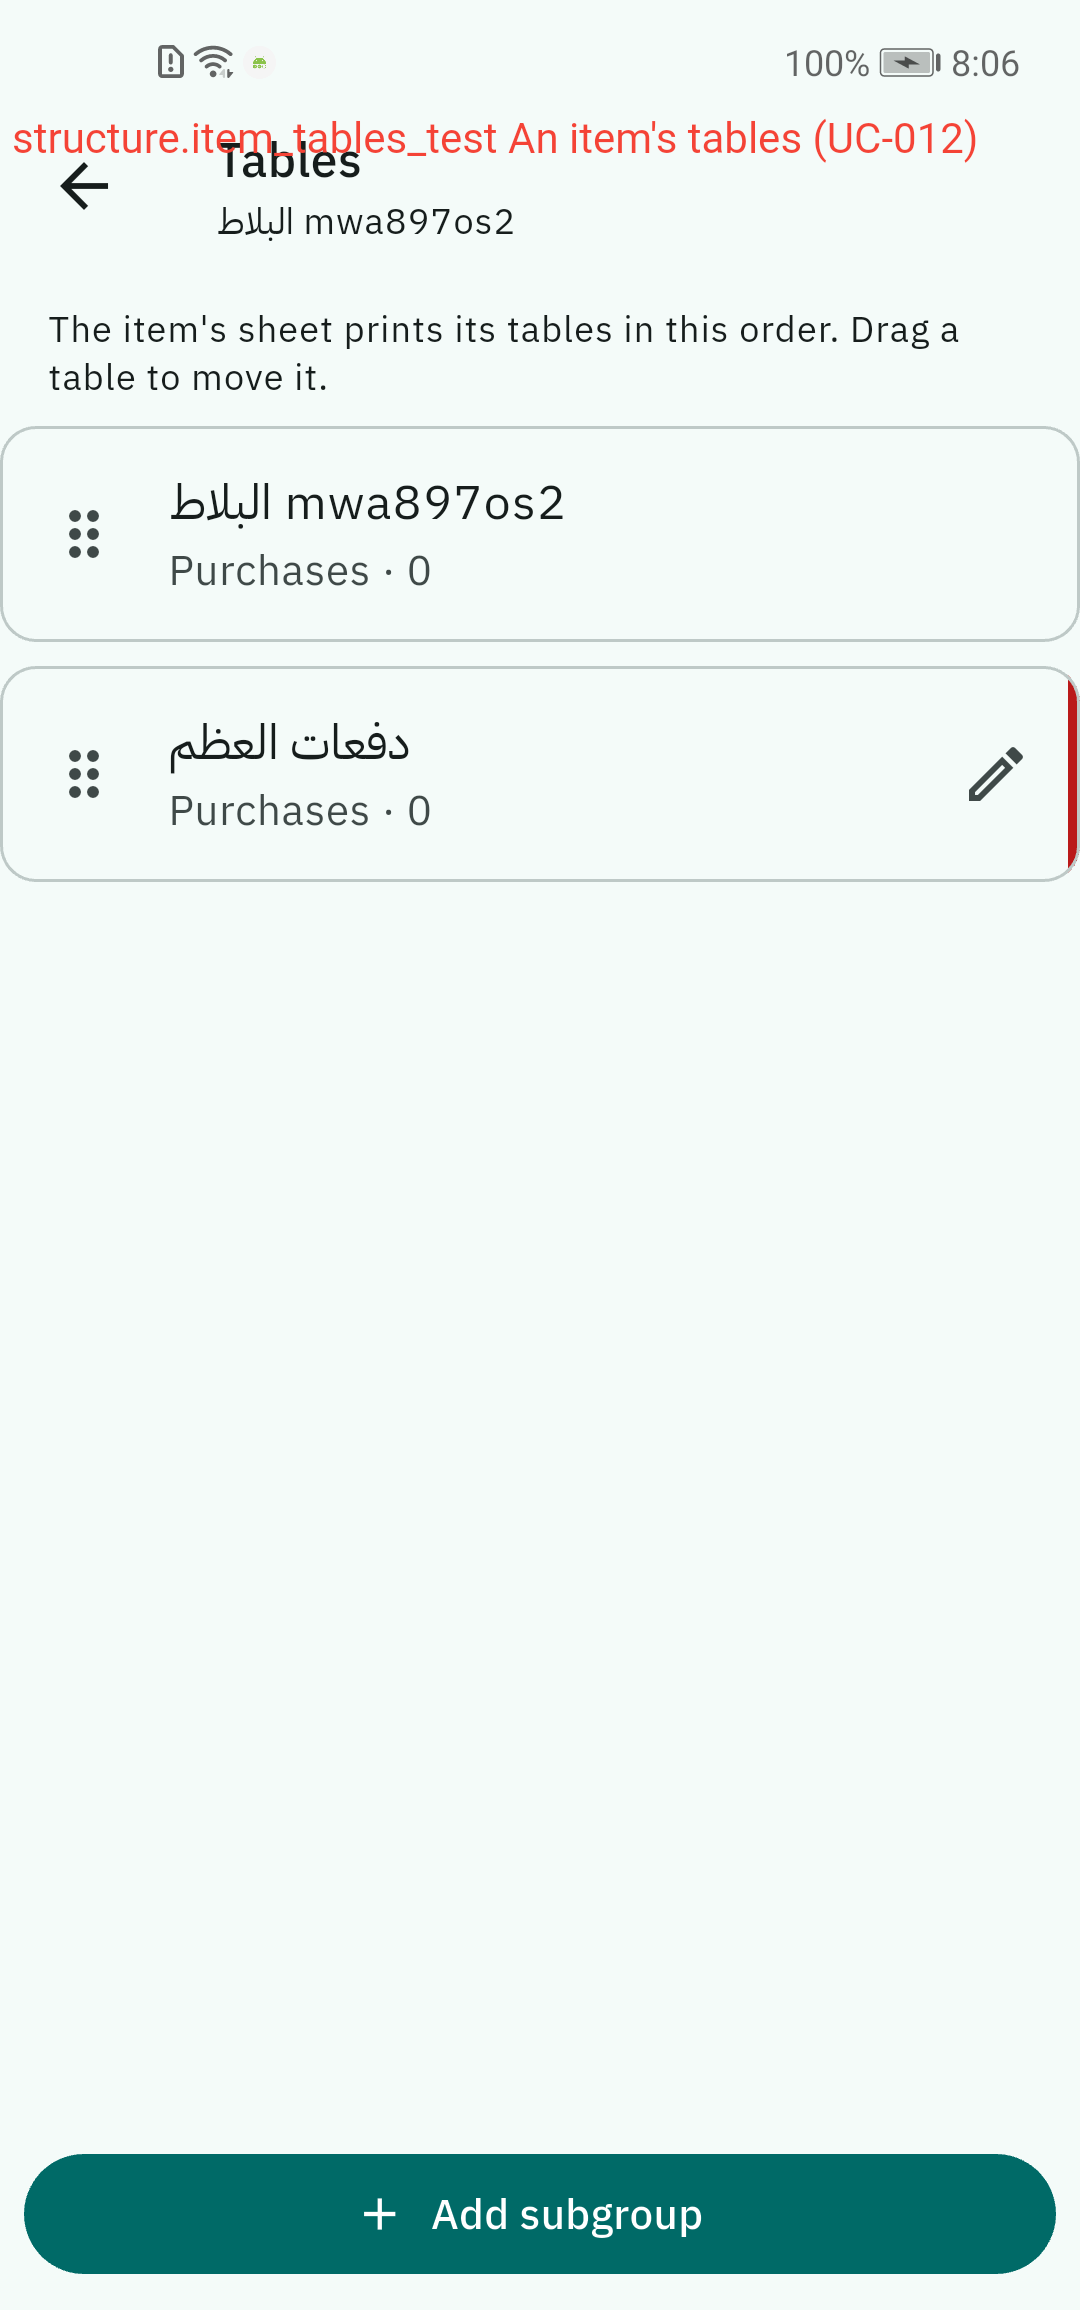 100% 8:06
structure.item_tables_test An item's tables (UC-012)
Tables
البلاط mwa897os2
The item's sheet prints its tables in this order. Drag a
table to move it.
البلاط mwa897os2
Purchases · 0
دفعات العظم
Purchases · 0
+ Add subgroup